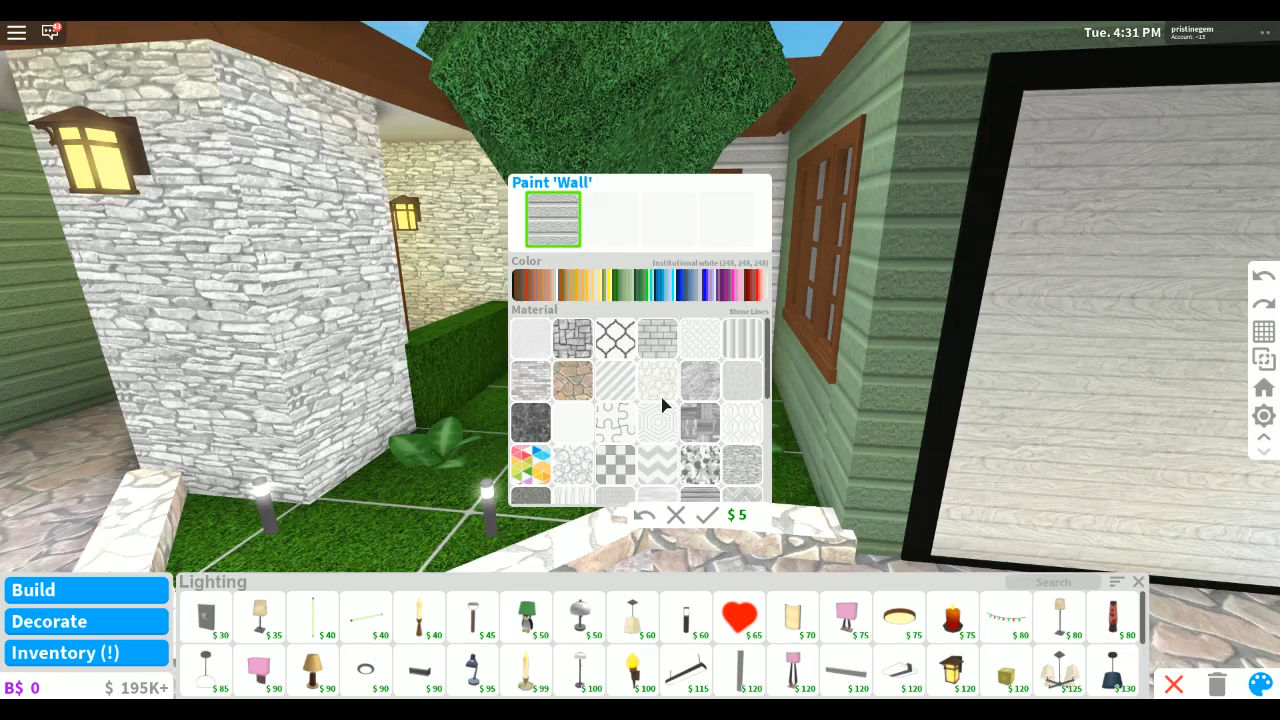 43
Tue. 4:31 PM
pristinegem
Account: <13
Paint 'Wall'
Color
Institutional white (248, 248, 248)
Material
Stone Lines
$ 5
Build
Decorate
Inventory (!)
B$ 0
$ 195K+
Lighting
Search
$ 30
$ 35
$ 40
$ 40
$ 40
$ 45
$ 50
$ 50
$ 60
$ 60
$ 65
$ 70
$ 75
$ 75
$ 75
$ 80
$ 80
$ 80
$ 85
$ 90
$ 90
$ 90
$ 90
$ 95
$ 99
$ 100
$ 100
$ 115
$ 120
$ 120
$ 120
$ 120
$ 120
$ 120
$ 125
$ 130